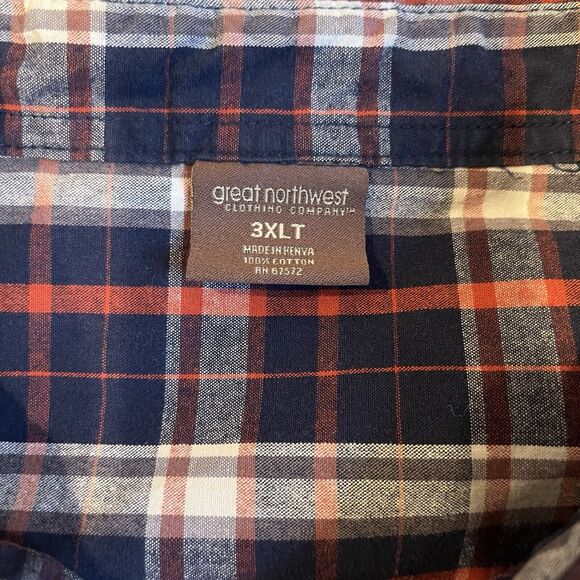 great northwest
CLOTHING COMPANY™
3XLT
MADE IN KENYA
100% COTTON
RN 67572